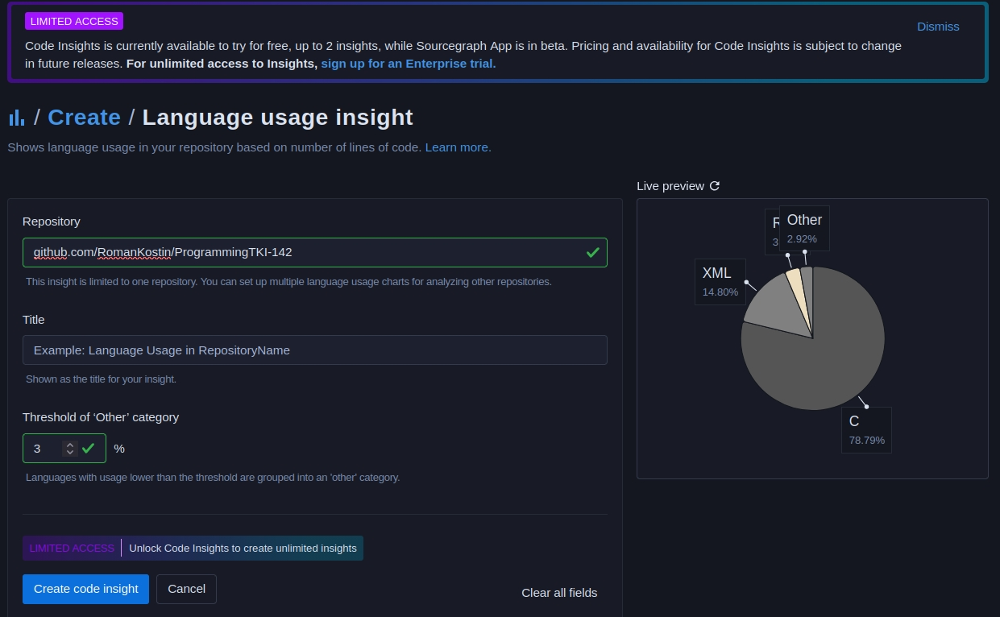 LIMITED ACCESS
Dismiss
Code Insights is currently available to try for free, up to 2 insights, while Sourcegraph App is in beta. Pricing and availability for Code Insights is subject to change
in future releases. For unlimited access to Insights, sign up for an Enterprise trial.
/ Create / Language usage insight
Shows language usage in your repository based on number of lines of code. Learn more.
Repository
github.com/RomanKostin/ProgrammingTKI-142
This insight is limited to one repository. You can set up multiple language usage charts for analyzing other repositories.
Title
Example: Language Usage in RepositoryName
Shown as the title for your insight.
Threshold of ‘Other’ category
3 %
Languages with usage lower than the threshold are grouped into an 'other' category.
LIMITED ACCESS Unlock Code Insights to create unlimited insights
Create code insight Cancel Clear all fields
Live preview
Other
2.92%
XML
14.80%
C
78.79%